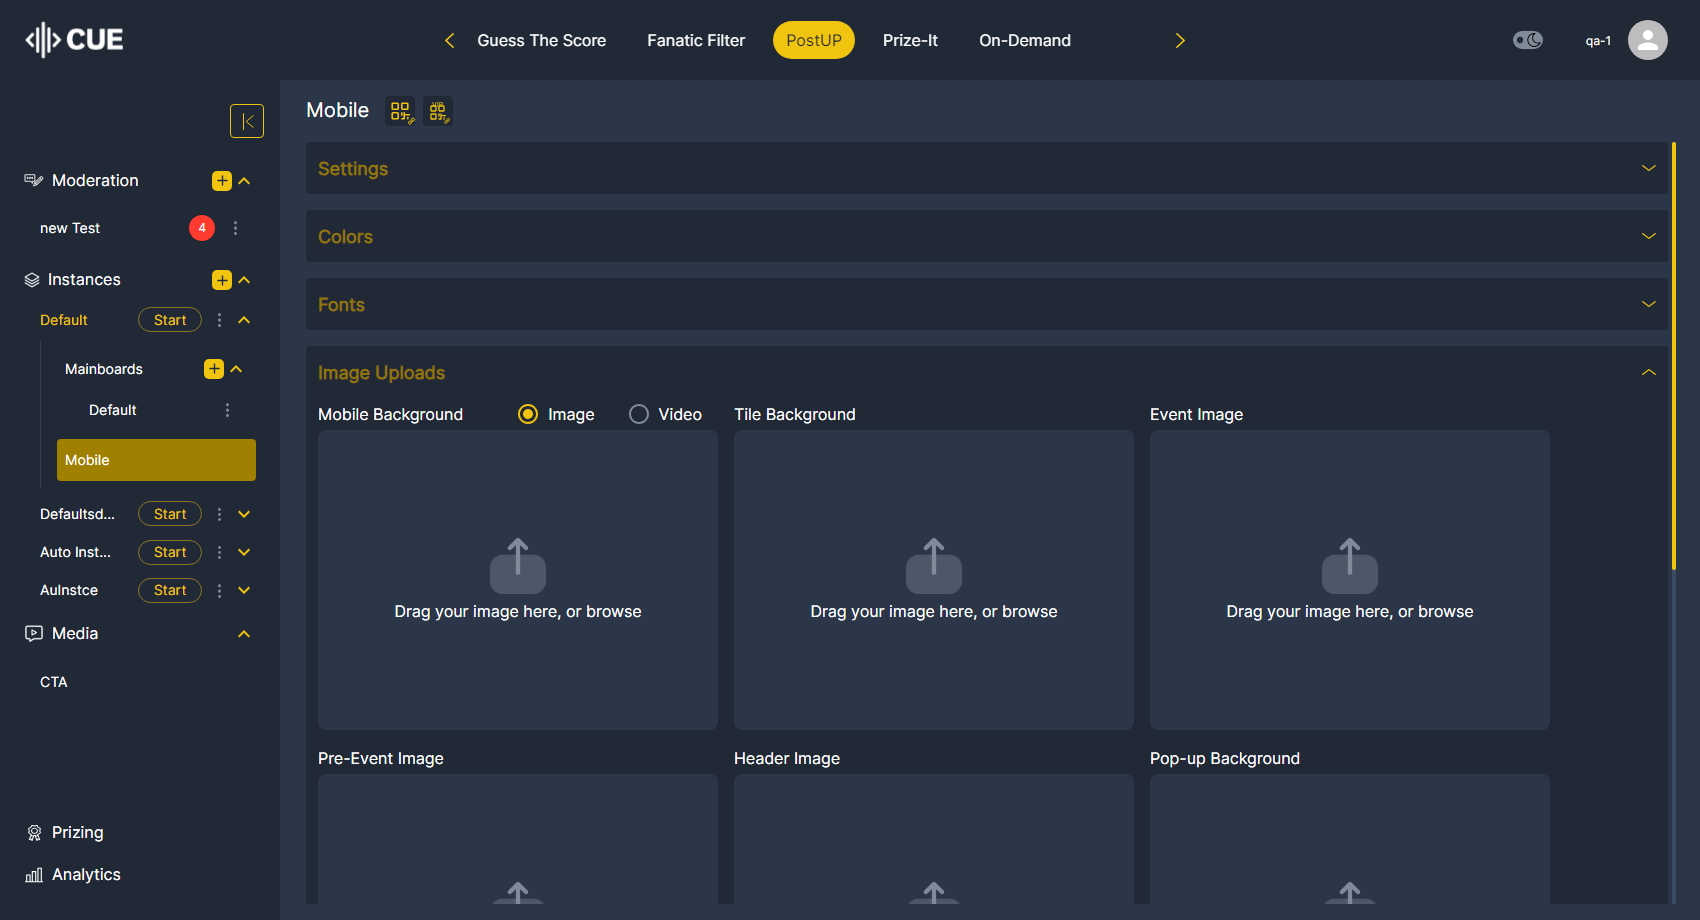 CUE
Guess The Score
Fanatic Filter
PostUP
Prize-It
On-Demand
qa-1
Moderation
new Test
4
Instances
Default
Start
Mainboards
Default
Mobile
Defaultsd...
Start
Auto Inst...
Start
AuInstce
Start
Media
CTA
Prizing
Analytics
Mobile
Settings
Colors
Fonts
Image Uploads
Mobile Background
Image
Video
Tile Background
Event Image
Drag your image here, or browse
Drag your image here, or browse
Drag your image here, or browse
Pre-Event Image
Header Image
Pop-up Background